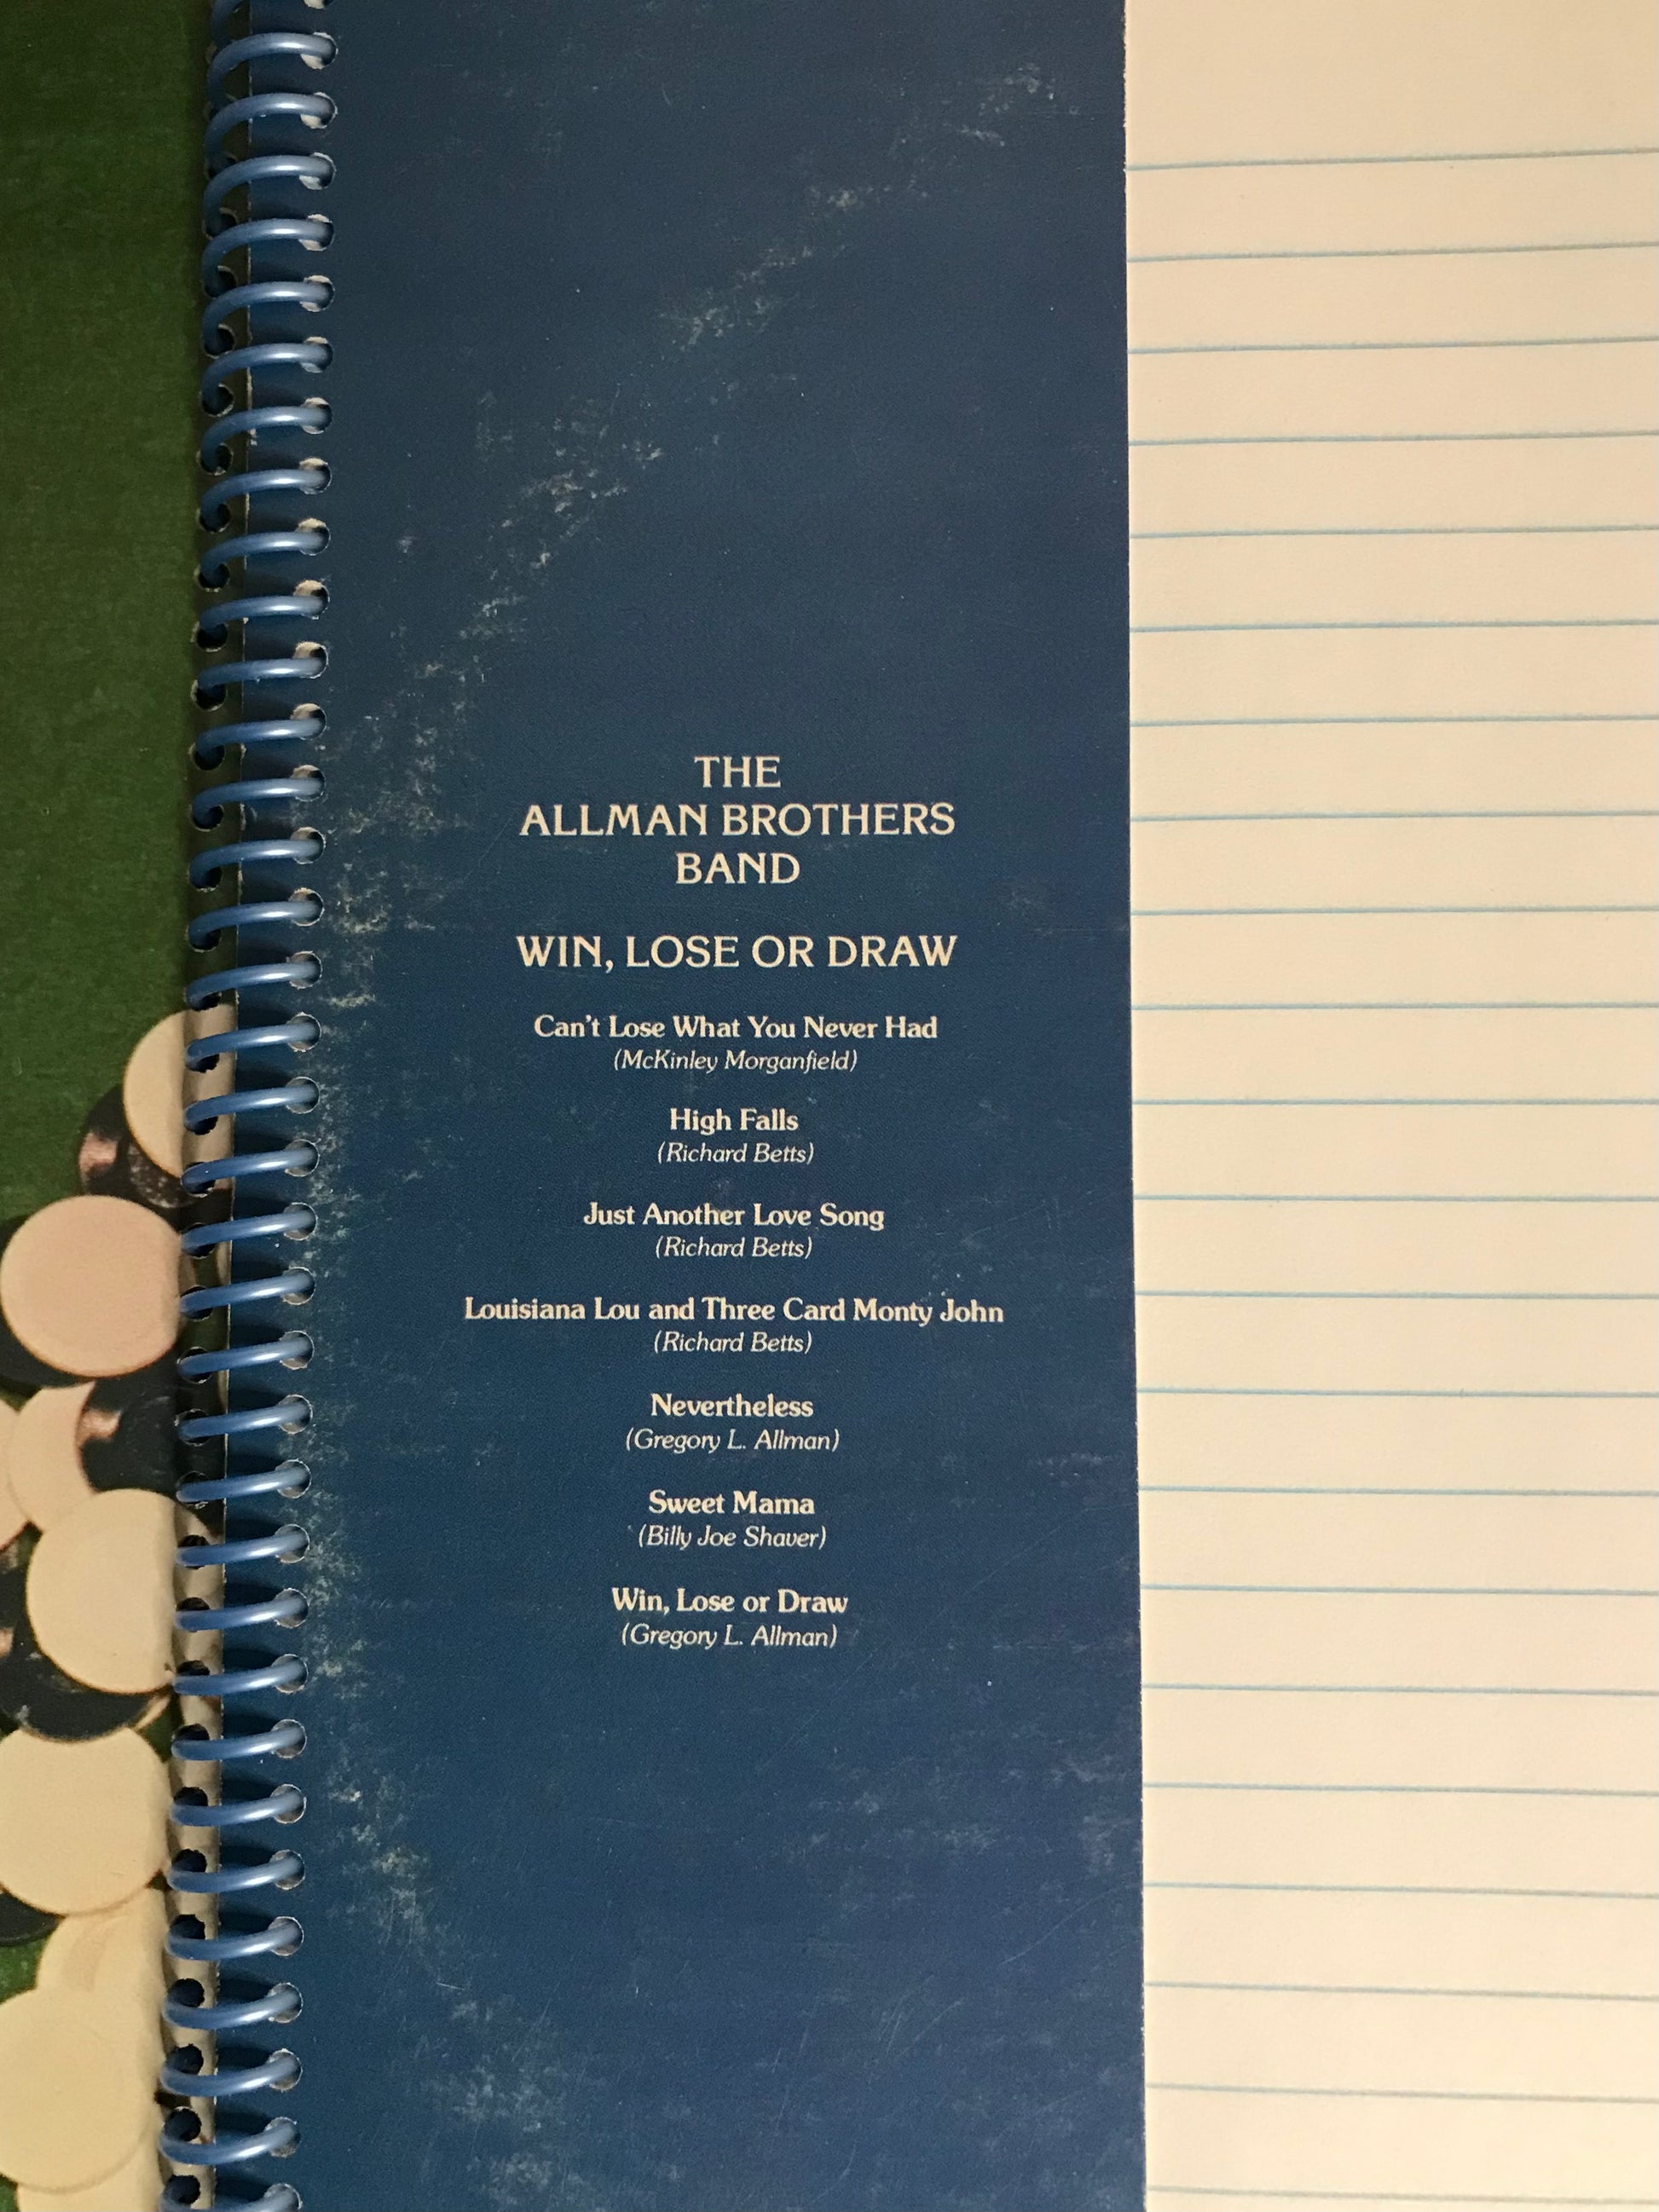 THE
ALLMAN BROTHERS
BAND
WIN, LOSE OR DRAW
Can't Lose What You Never Had
(McKinley Morganfield)
High Falls
(Richard Betts)
Just Another Love Song
(Richard Betts)
Louisiana Lou and Three Card Monty John
(Richard Betts)
Nevertheless
(Gregory L. Allman)
Sweet Mama
(Billy Joe Shaver)
Win, Lose or Draw
(Gregory L. Allman)